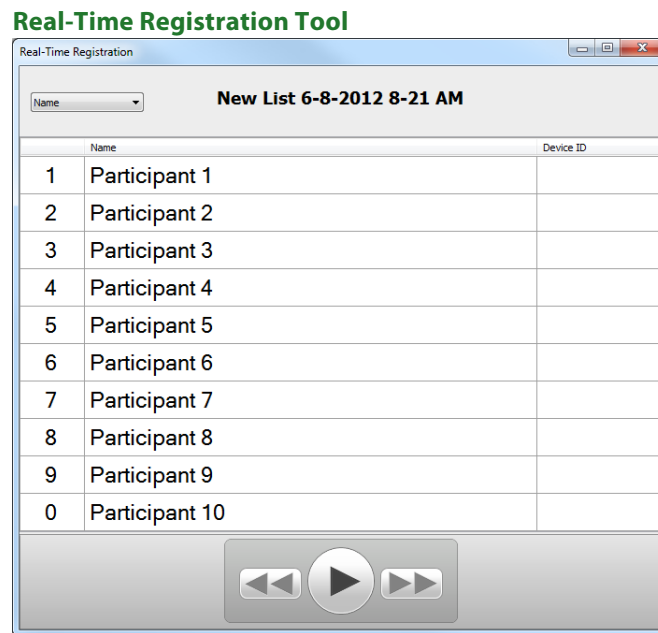 Real-Time Registration Tool
Real-Time Registration
Name New List 6-8-2012 8-21 AM
Name Device ID
1 Participant 1
2 Participant 2
3 Participant 3
4 Participant 4
5 Participant 5
6 Participant 6
7 Participant 7
8 Participant 8
9 Participant 9
0 Participant 10